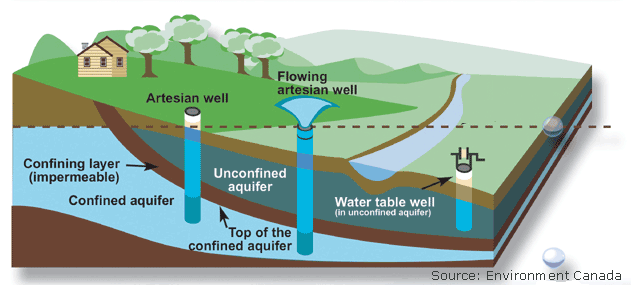 Flowing
artesian well
Artesian well
Confining layer
(impermeable)
Unconfined
aquifer
Confined aquifer
Water table well
(in unconfined aquifer)
Top of the
confined aquifer
Source: Environment Canada